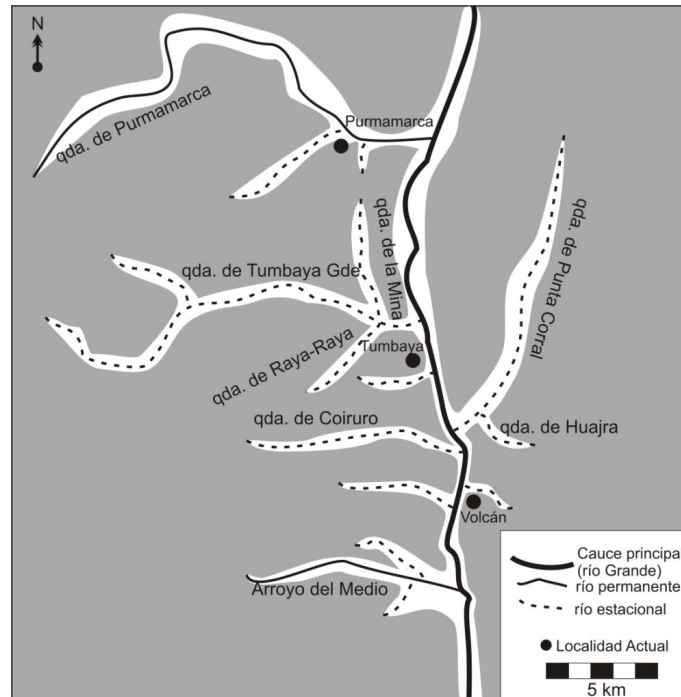 N
Purmamarca
qda. de Purmamarca
qda. de Tumbaya Gde
qda. de la Mina
qda. de Punta Corral
Tumbaya
qda. de Raya-Raya
qda. de Coiruro
qda. de Huajra
Volcán
Arroyo del Medio
Cauce principal
(río Grande)
río permanente
río estacional
Localidad Actual
5 km